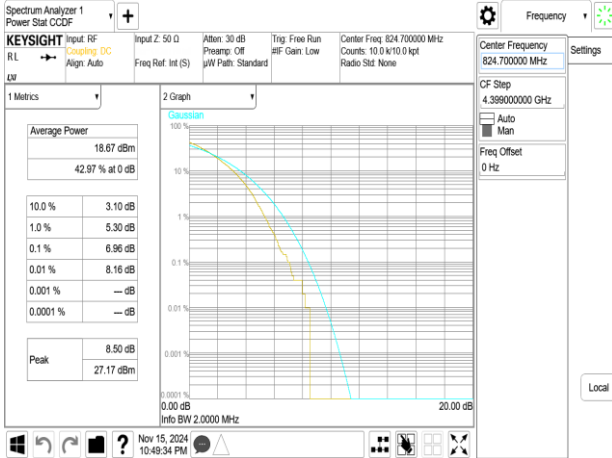 Spectrum Analyzer 1
Power Stat CCDF
KEYSIGHT
RL
LXI
Input: RF
Coupling: DC
Align: Auto
Input Z: 50 Ω
Freq Ref: Int (S)
Atten: 30 dB
Preamp: Off
µW Path: Standard
Trig: Free Run
#IF Gain: Low
Center Freq: 824.700000 MHz
Counts: 10.0 k/10.0 kpt
Radio Std: None
1 Metrics
Average Power
18.67 dBm
42.97 % at 0 dB
10.0 % 3.10 dB
1.0 % 5.30 dB
0.1 % 6.96 dB
0.01 % 8.16 dB
0.001 % --- dB
0.0001 % --- dB
Peak
8.50 dB
27.17 dBm
2 Graph
Gaussian
100 %
10 %
1 %
0.1 %
0.01 %
0.001 %
0.0001 %
0.00 dB
20.00 dB
Info BW 2.0000 MHz
Frequency
Settings
Center Frequency
824.700000 MHz
CF Step
4.399000000 GHz
Auto
Man
Freq Offset
0 Hz
Local
?
Nov 15, 2024
10:49:34 PM